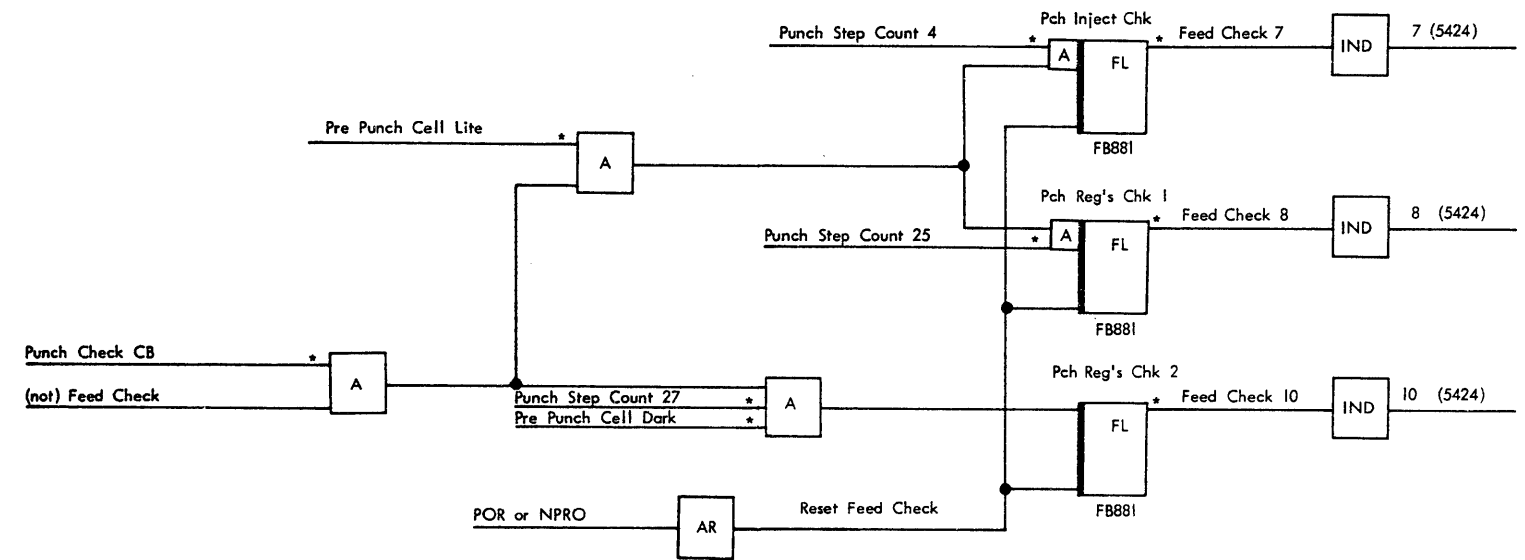 Pch Inject Chk
Punch Step Count 4 *
A
FL
* Feed Check 7
IND
7 (5424)
FB881
Pre Punch Cell Lite *
A
Pch Reg's Chk 1
Punch Step Count 25 *
A
FL
* Feed Check 8
IND
8 (5424)
FB881
Punch Check CB *
(not) Feed Check
A
Punch Step Count 27 *
Pre Punch Cell Dark *
A
Pch Reg's Chk 2
FL
* Feed Check 10
IND
10 (5424)
FB881
POR or NPRO
AR
Reset Feed Check